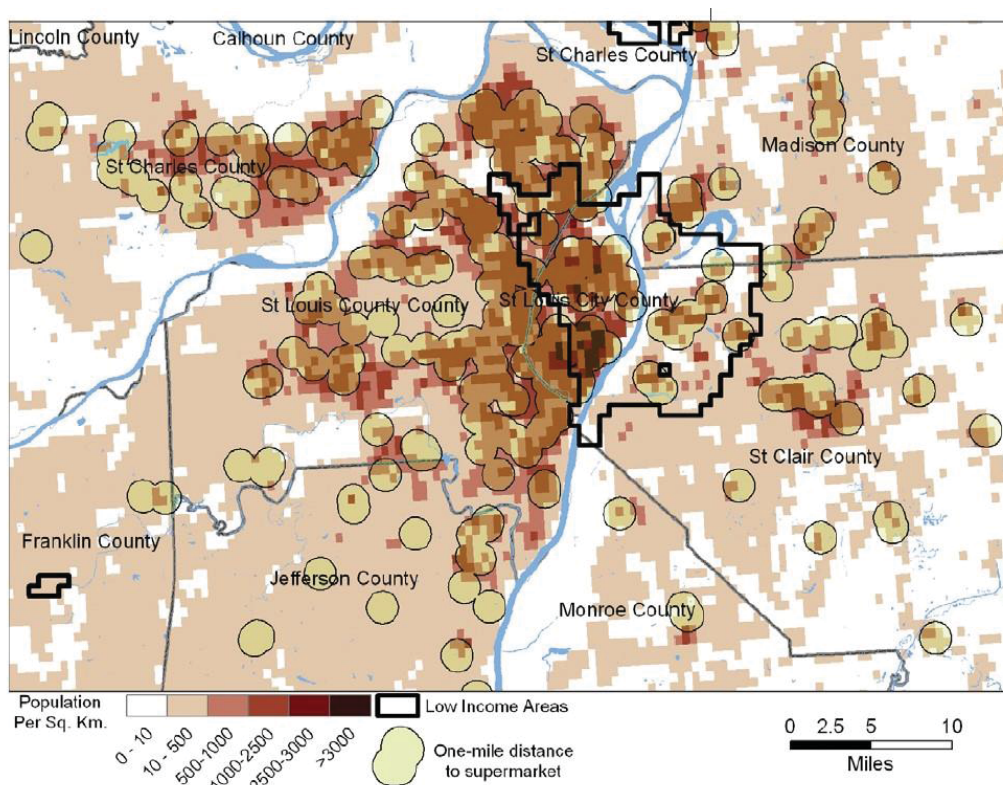 Lincoln County
Calhoun County
St Charles County
Madison County
St Charles County
St Louis County County
St Louis City County
St Clair County
Franklin County
Jefferson County
Monroe County
Population
Per Sq. Km.
0 - 10
10 - 500
500-1000
1000-2500
2500-3000
>3000
Low Income Areas
One-mile distance
to supermarket
0 2.5 5 10
Miles